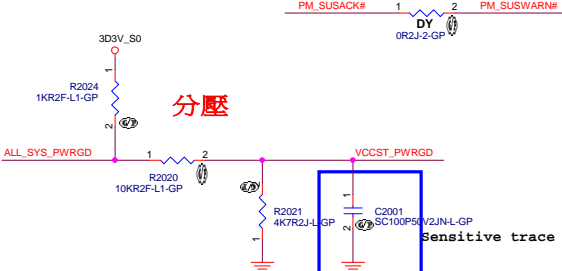 PM_SUSACK#
1
2
PM_SUSWARN#
DY
0R2J-2-GP
3D3V_S0
1
R2024
1KR2F-L1-GP
2
分壓
ALL_SYS_PWRGD
1
2
VCCST_PWRGD
R2020
10KR2F-L1-GP
2
R2021
4K7R2J-L-GP
1
1
C2001
SC100P50V2JN-L-GP
2
Sensitive trace